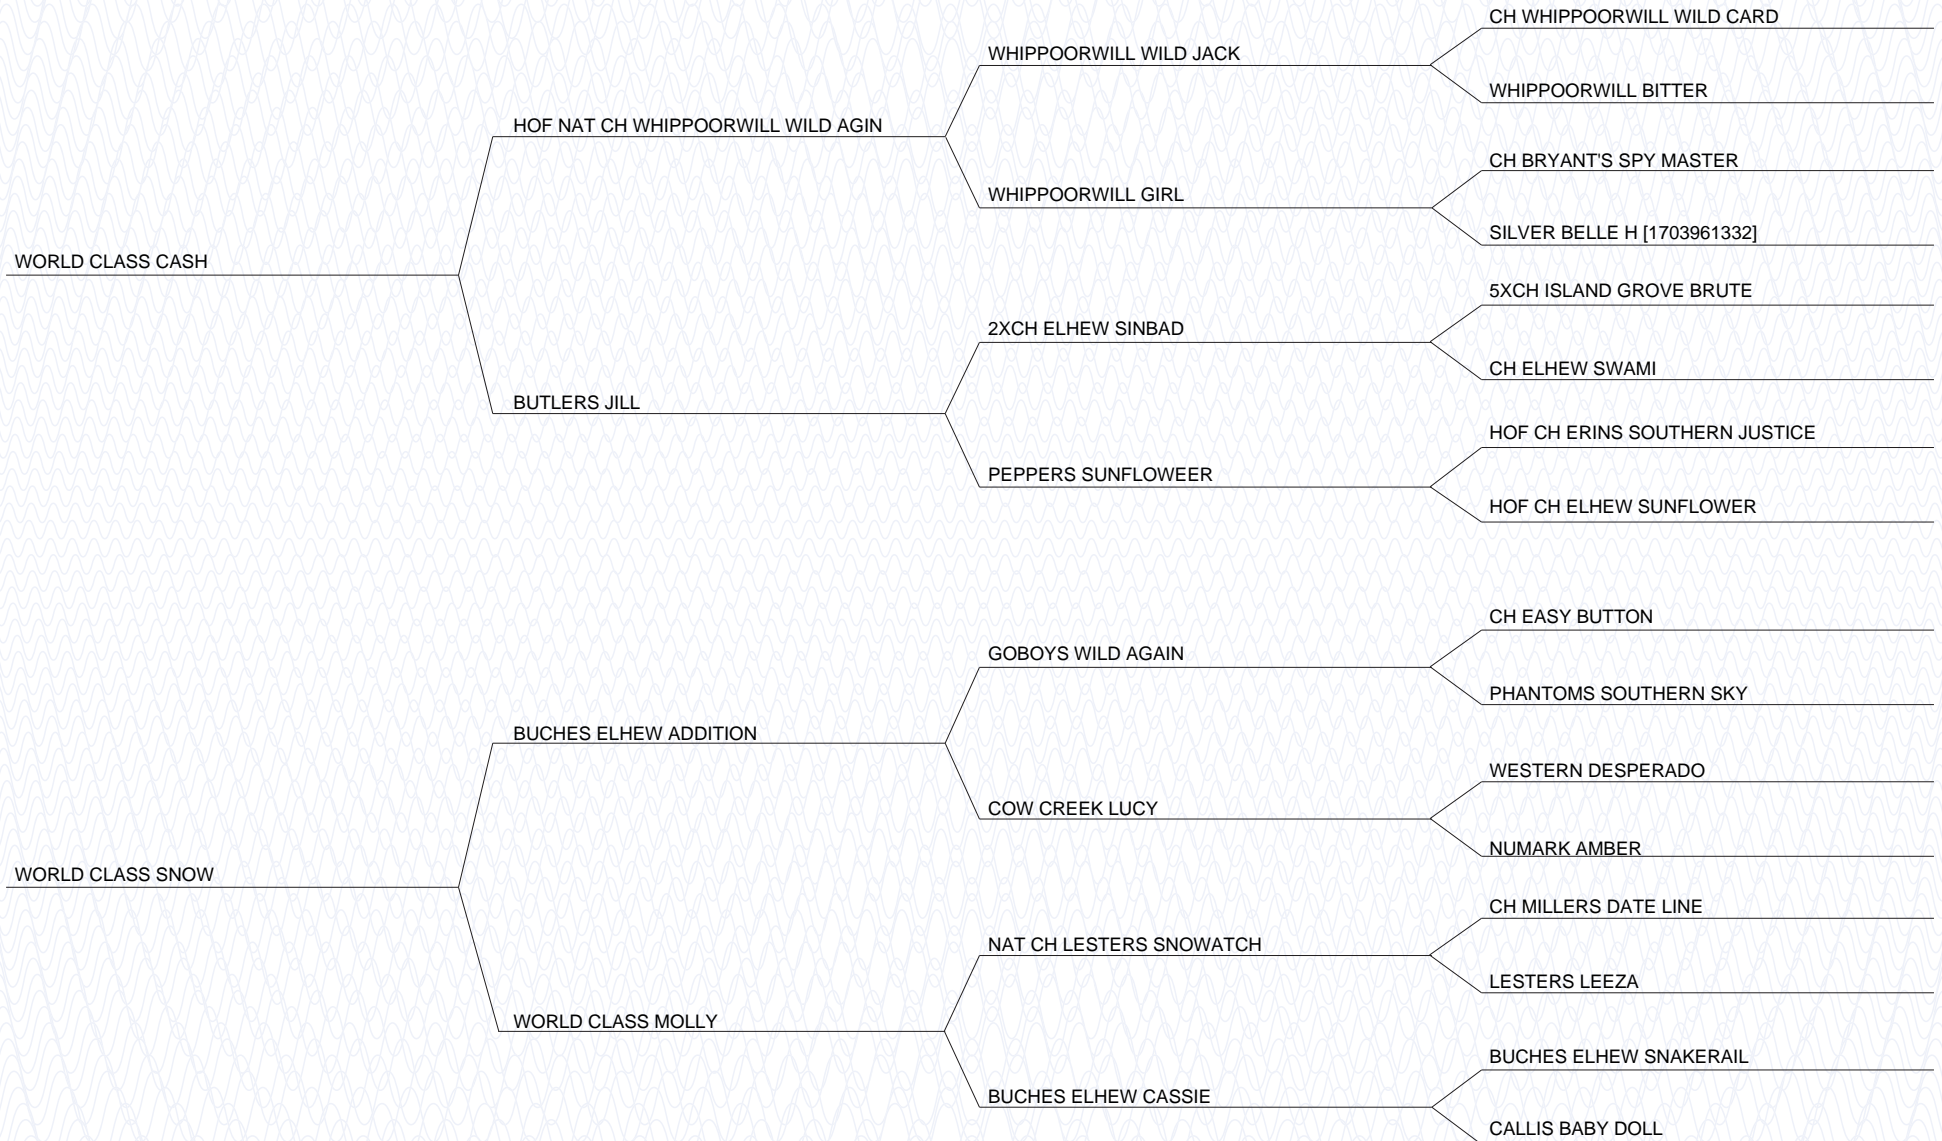 CH WHIPPOORWILL WILD CARD
WHIPPOORWILL WILD JACK
WHIPPOORWILL BITTER
HOF NAT CH WHIPPOORWILL WILD AGIN
CH BRYANT'S SPY MASTER
WHIPPOORWILL GIRL
SILVER BELLE H [1703961332]
WORLD CLASS CASH
5XCH ISLAND GROVE BRUTE
2XCH ELHEW SINBAD
CH ELHEW SWAMI
BUTLERS JILL
HOF CH ERINS SOUTHERN JUSTICE
PEPPERS SUNFLOWEER
HOF CH ELHEW SUNFLOWER
CH EASY BUTTON
GOBOYS WILD AGAIN
PHANTOMS SOUTHERN SKY
BUCHES ELHEW ADDITION
WESTERN DESPERADO
COW CREEK LUCY
NUMARK AMBER
WORLD CLASS SNOW
CH MILLERS DATE LINE
NAT CH LESTERS SNOWATCH
LESTERS LEEZA
WORLD CLASS MOLLY
BUCHES ELHEW SNAKERAIL
BUCHES ELHEW CASSIE
CALLIS BABY DOLL